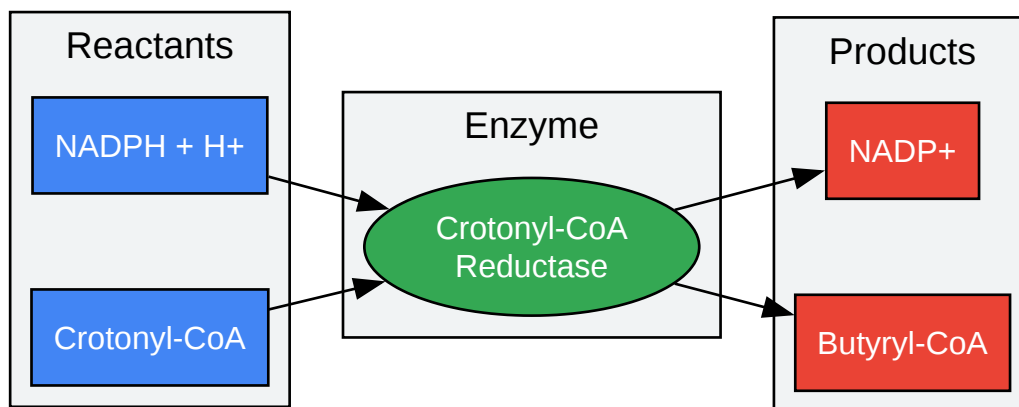 Reactants
NADPH + H+
Crotonyl-CoA
Enzyme
Crotonyl-CoA
Reductase
Products
NADP+
Butyryl-CoA